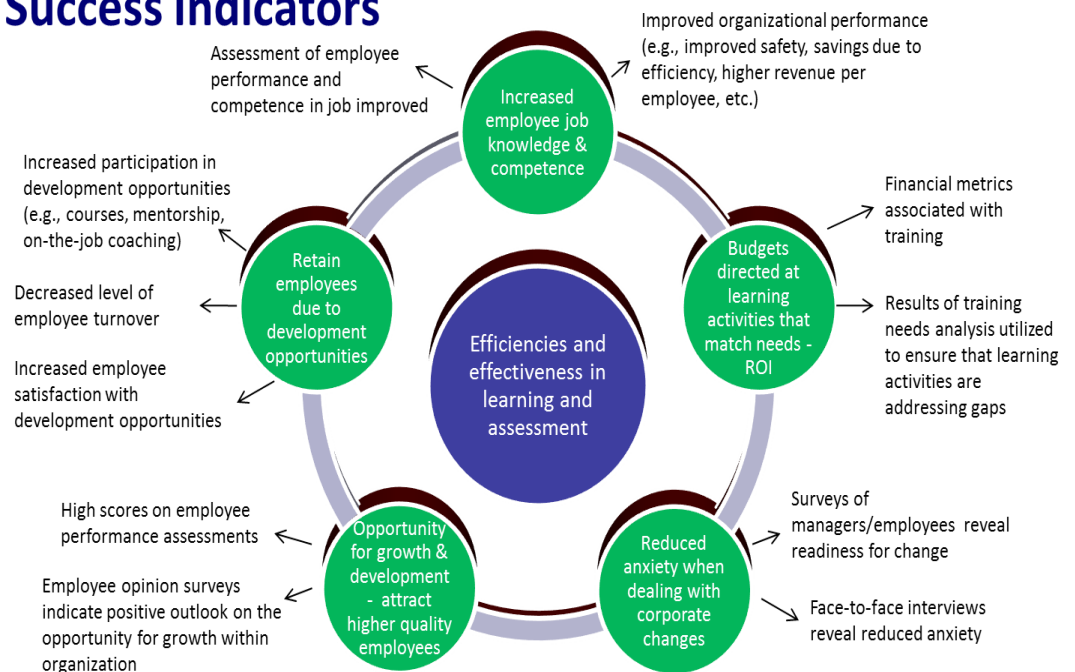 Success Indicators
Assessment of employee
performance and
competence in job improved
Improved organizational performance
(e.g., improved safety, savings due to
efficiency, higher revenue per
employee, etc.)
Increased
employee job
knowledge &
competence
Increased participation in
development opportunities
(e.g., courses, mentorship,
on-the-job coaching)
Decreased level of
employee turnover
Increased employee
satisfaction with
development opportunities
Retain
employees
due to
development
opportunities
Efficiencies and
effectiveness in
learning and
assessment
Budgets
directed at
learning
activities that
match needs -
ROI
Financial metrics
associated with
training
Results of training
needs analysis utilized
to ensure that learning
activities are
addressing gaps
High scores on employee
performance assessments
Employee opinion surveys
indicate positive outlook on the
opportunity for growth within
organization
Opportunity
for growth &
development
- attract
higher quality
employees
Reduced
anxiety when
dealing with
corporate
changes
Surveys of
managers/employees reveal
readiness for change
Face-to-face interviews
reveal reduced anxiety